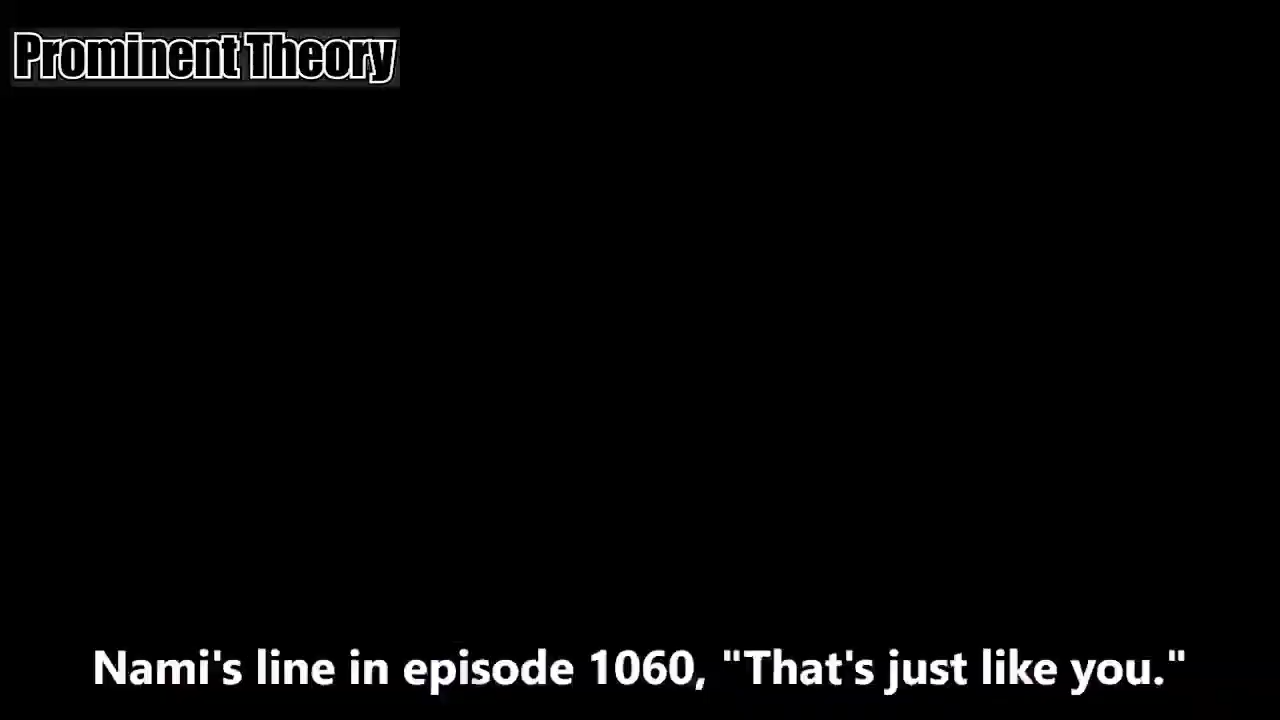 Prominent Theory
Nami's line in episode 1060, "That's just like you."